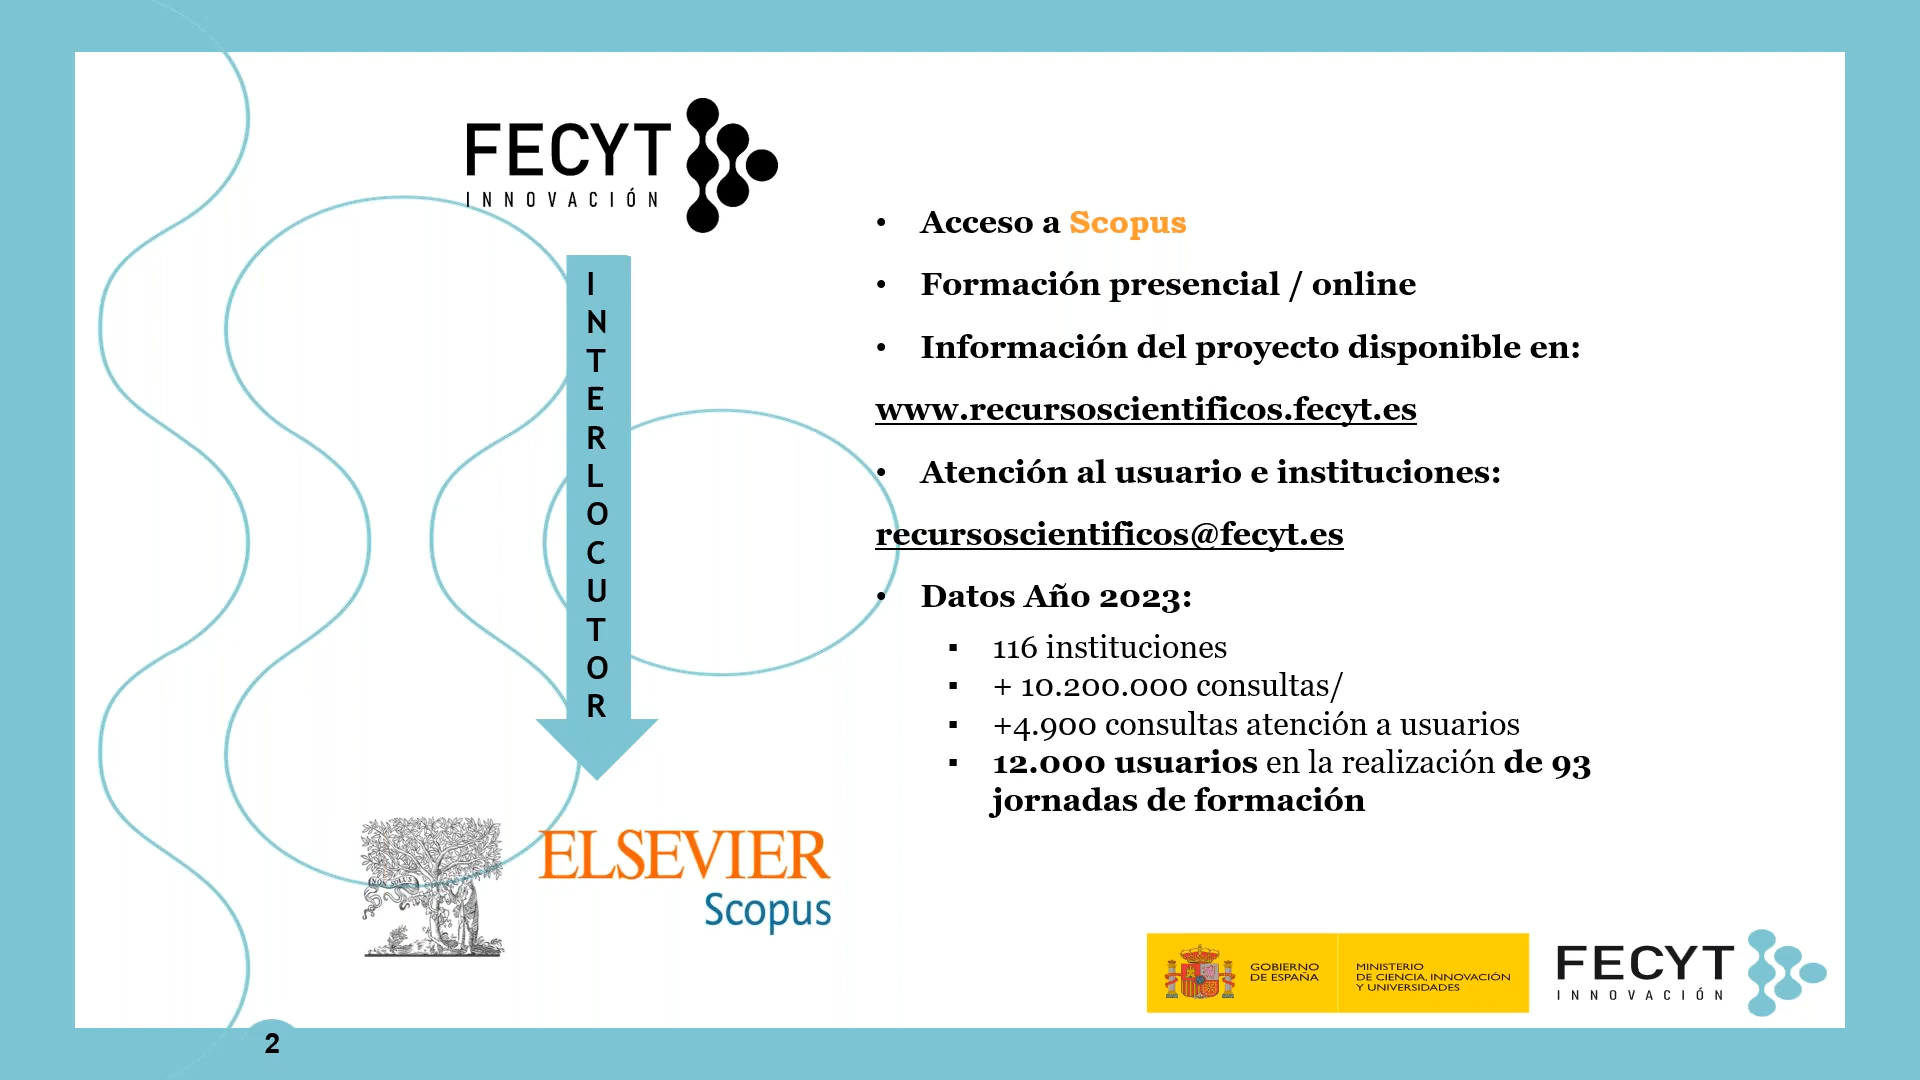 FECYT
INNOVACIÓN
INTERLOCUTOR
NON SOLUS
ELSEVIER
Scopus
• Acceso a Scopus
• Formación presencial / online
• Información del proyecto disponible en:
www.recursoscientificos.fecyt.es
• Atención al usuario e instituciones:
recursoscientificos@fecyt.es
• Datos Año 2023:
▪ 116 instituciones
▪ + 10.200.000 consultas/
▪ +4.900 consultas atención a usuarios
▪ 12.000 usuarios en la realización de 93
jornadas de formación
GOBIERNO
DE ESPAÑA
MINISTERIO
DE CIENCIA, INNOVACIÓN
Y UNIVERSIDADES
FECYT
INNOVACIÓN
2